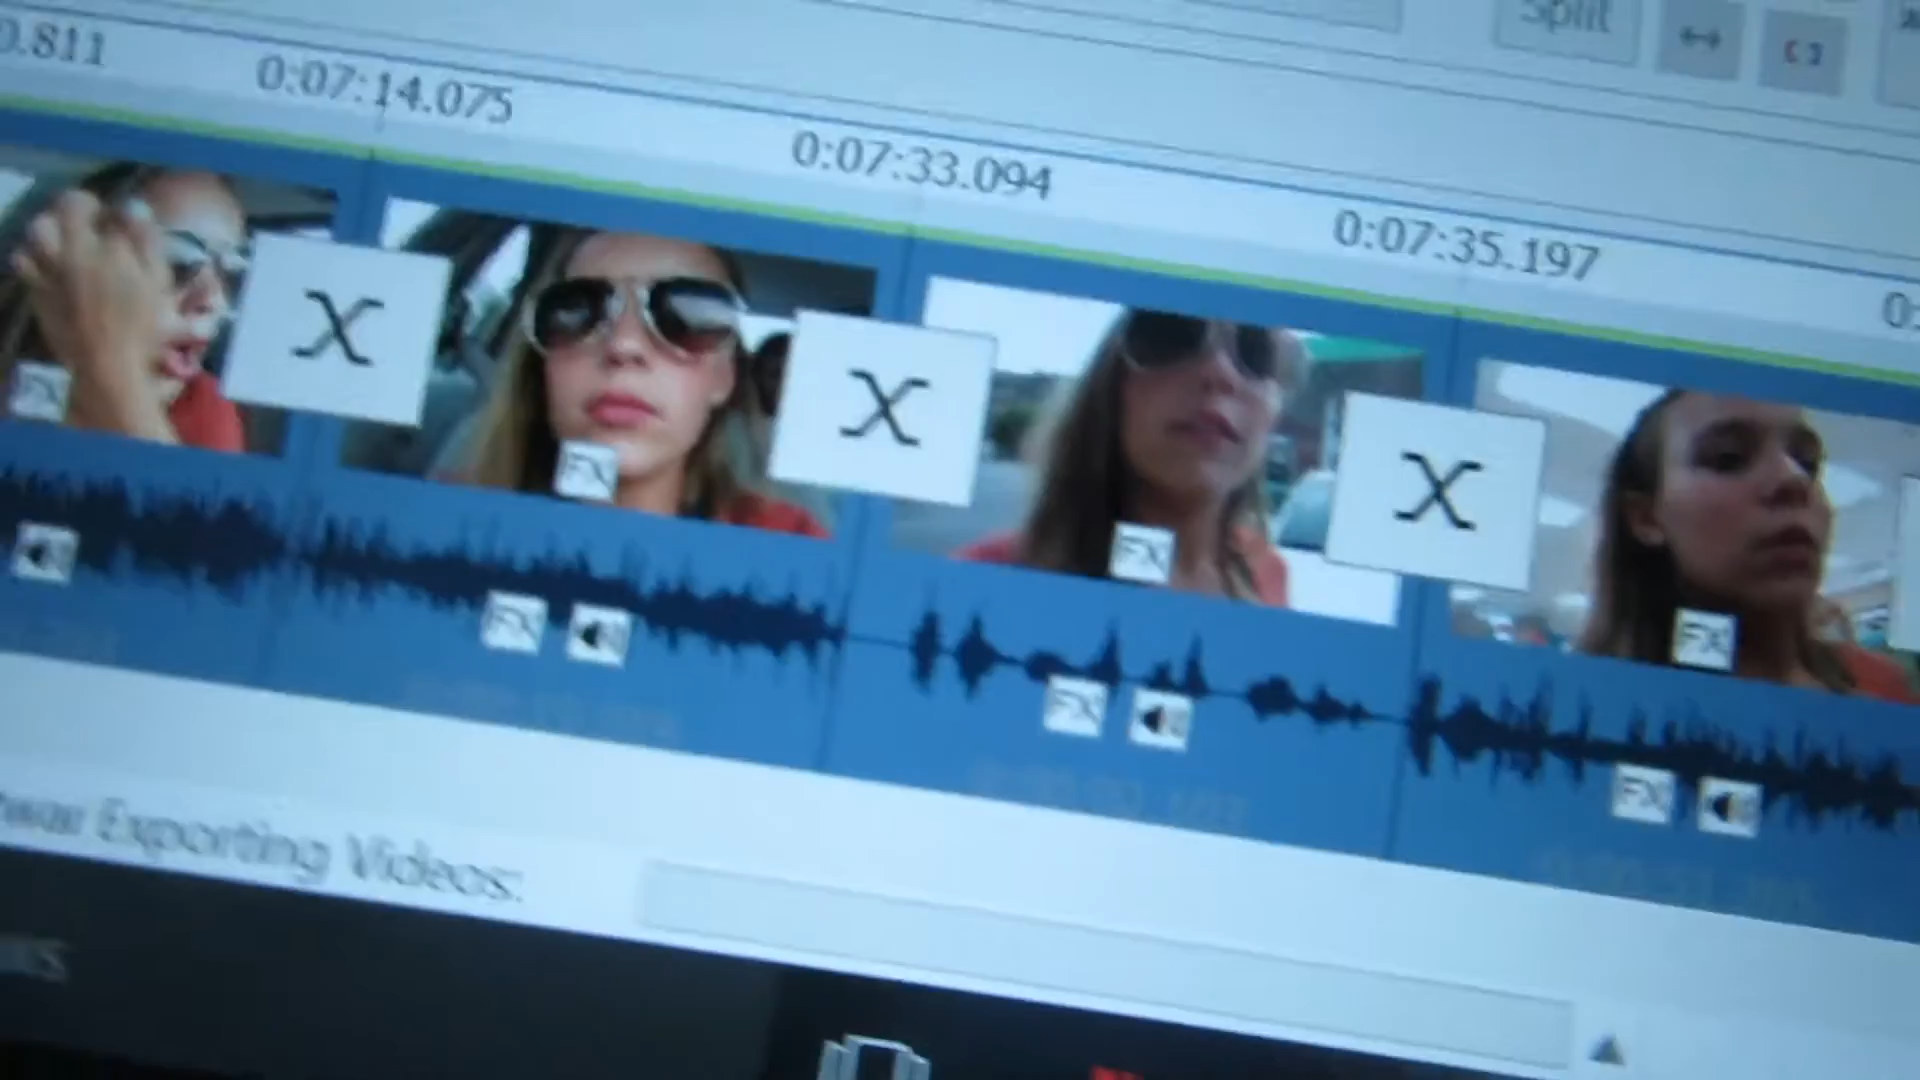 Split
0.811
0:07:14.075
0:07:33.094
0:07:35.197
0:
X
X
X
FX
FX
FX
FX
FX
FX
FX
Exporting Videos: